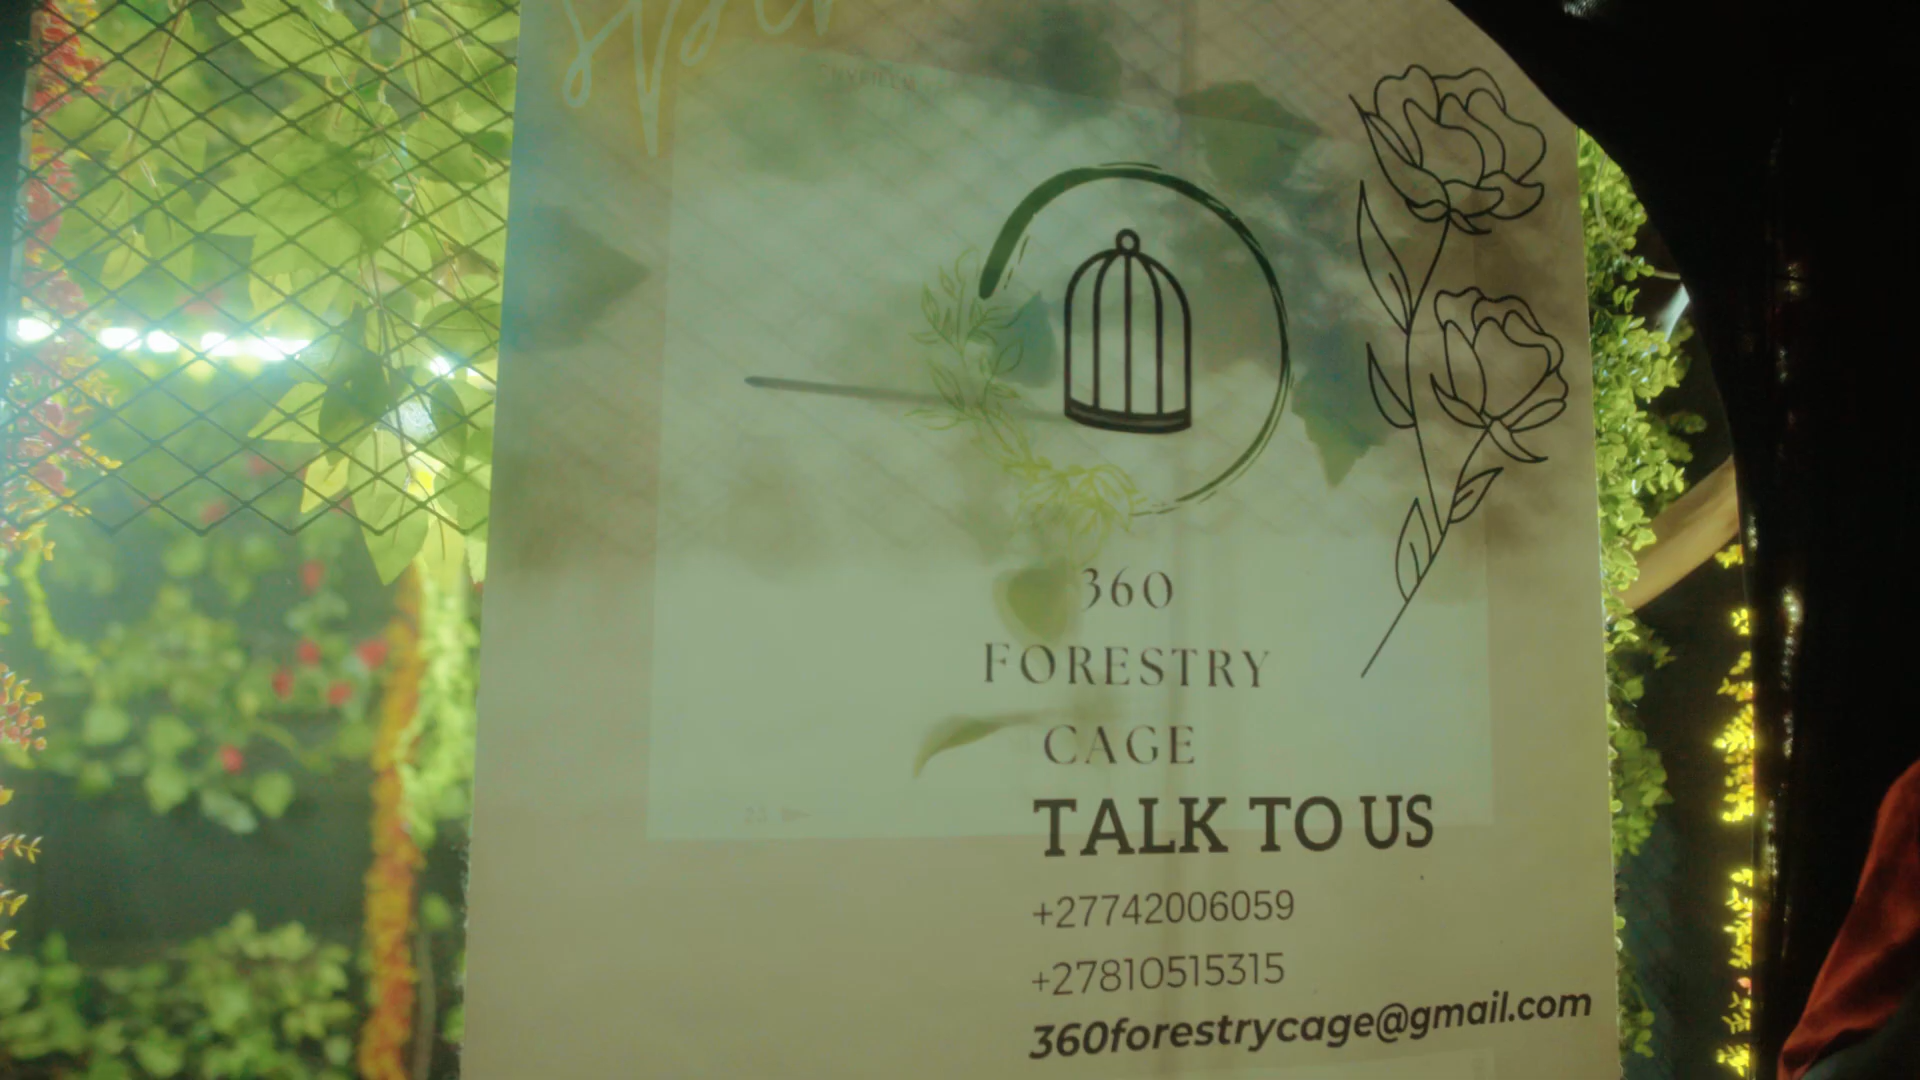 360
FORESTRY
CAGE
TALK TO US
+27742006059
+27810515315
360forestrycage@gmail.com